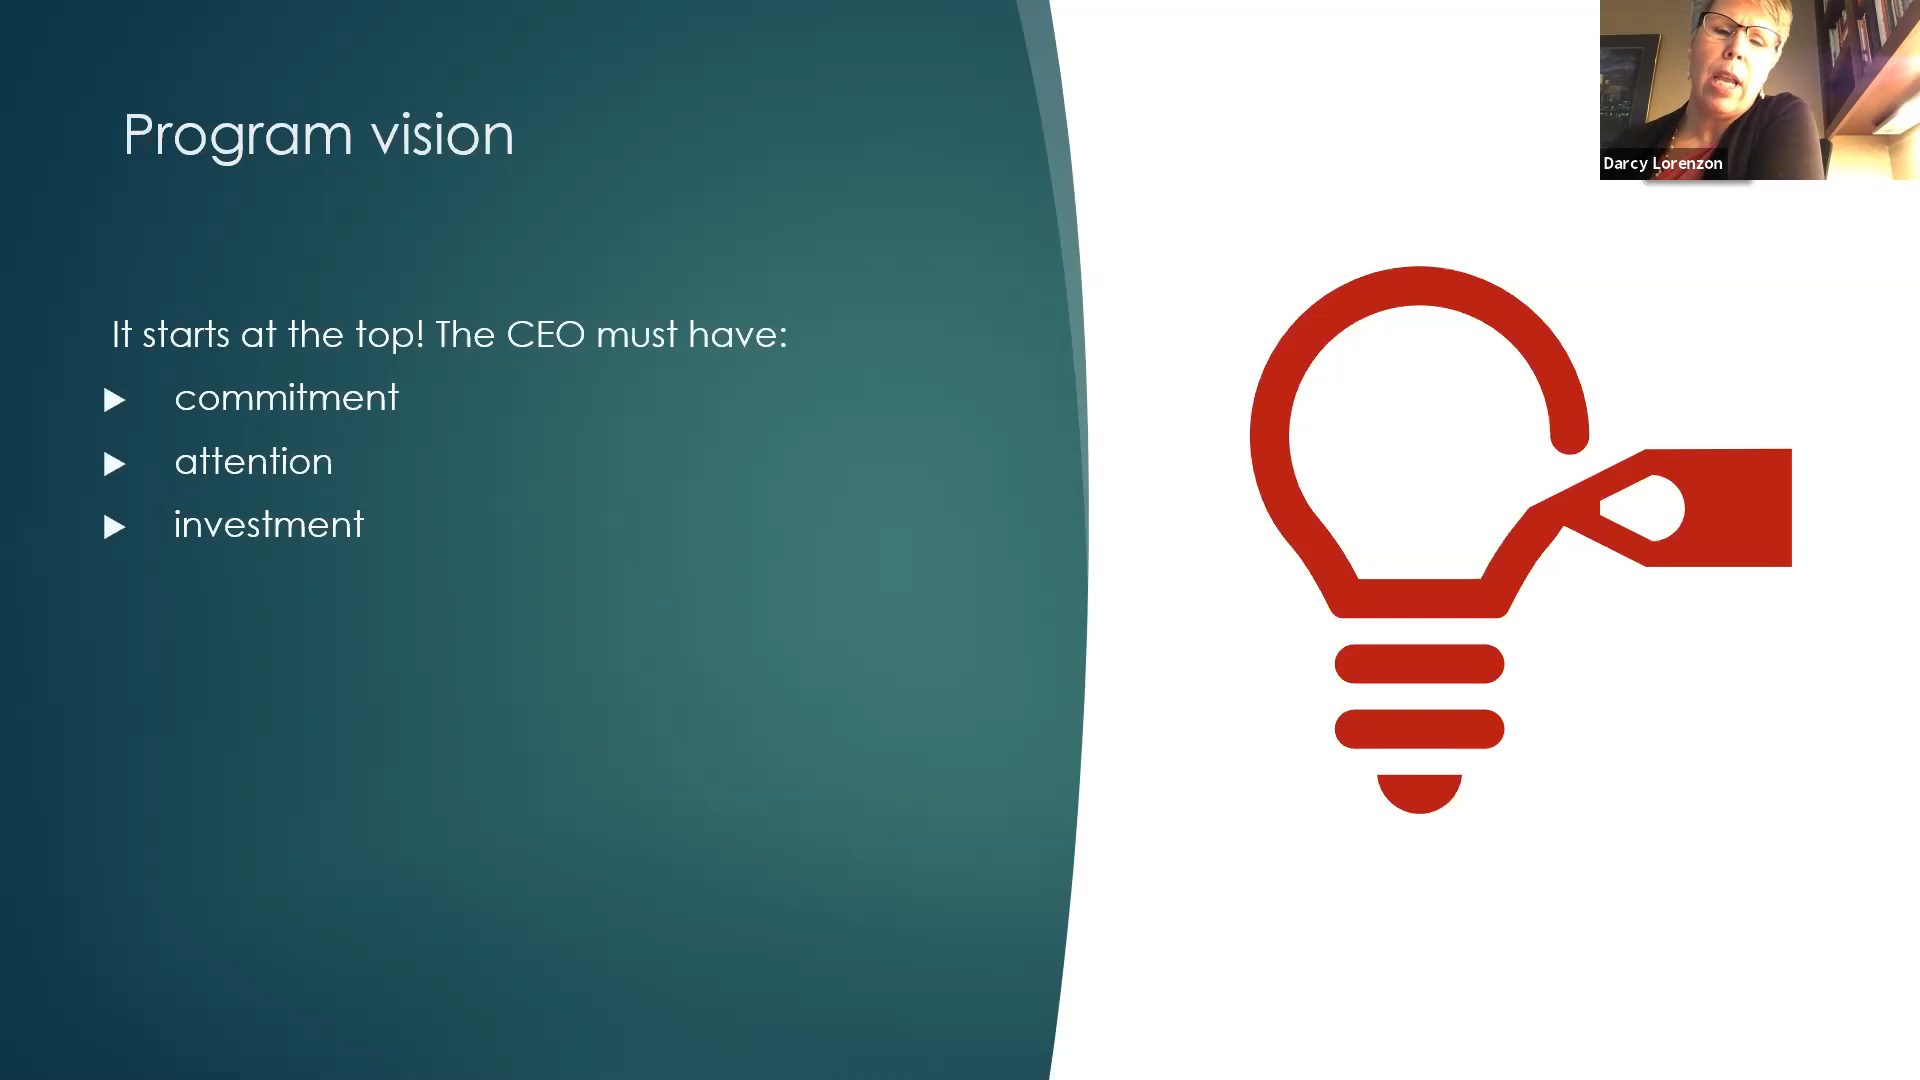 Program vision
It starts at the top! The CEO must have:
commitment
attention
investment
Darcy Lorenzon